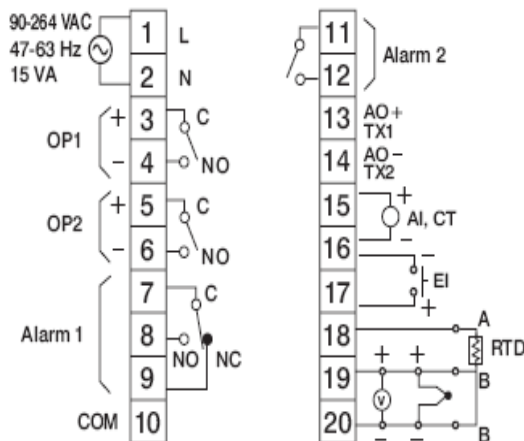 90-264 VAC
47-63 Hz
15 VA
1 L
2 N
OP1
+ 3 C
− 4 NO
OP2
+ 5 C
− 6 NO
Alarm 1
7 C
8 NO NC
9
COM 10
11
12
Alarm 2
13 AO+
TX1
14 AO−
TX2
15 +
AI, CT
−
16 −
EI
17 +
18 A
RTD
19 + + B
V
20 − − B